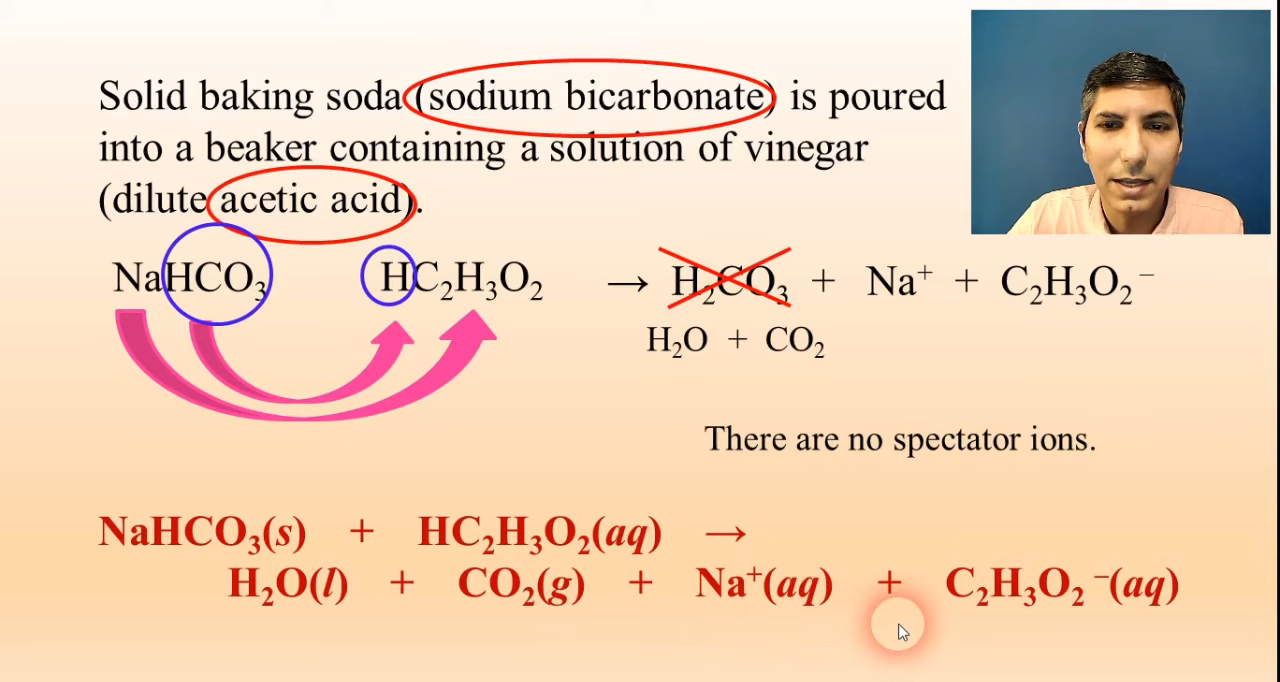 Solid baking soda (sodium bicarbonate) is poured
into a beaker containing a solution of vinegar
(dilute acetic acid).
NaHCO₃ HC₂H₃O₂ → H₂CO₃ + Na⁺ + C₂H₃O₂⁻
H₂O + CO₂
There are no spectator ions.
NaHCO₃(s) + HC₂H₃O₂(aq) →
H₂O(l) + CO₂(g) + Na⁺(aq) + C₂H₃O₂⁻(aq)